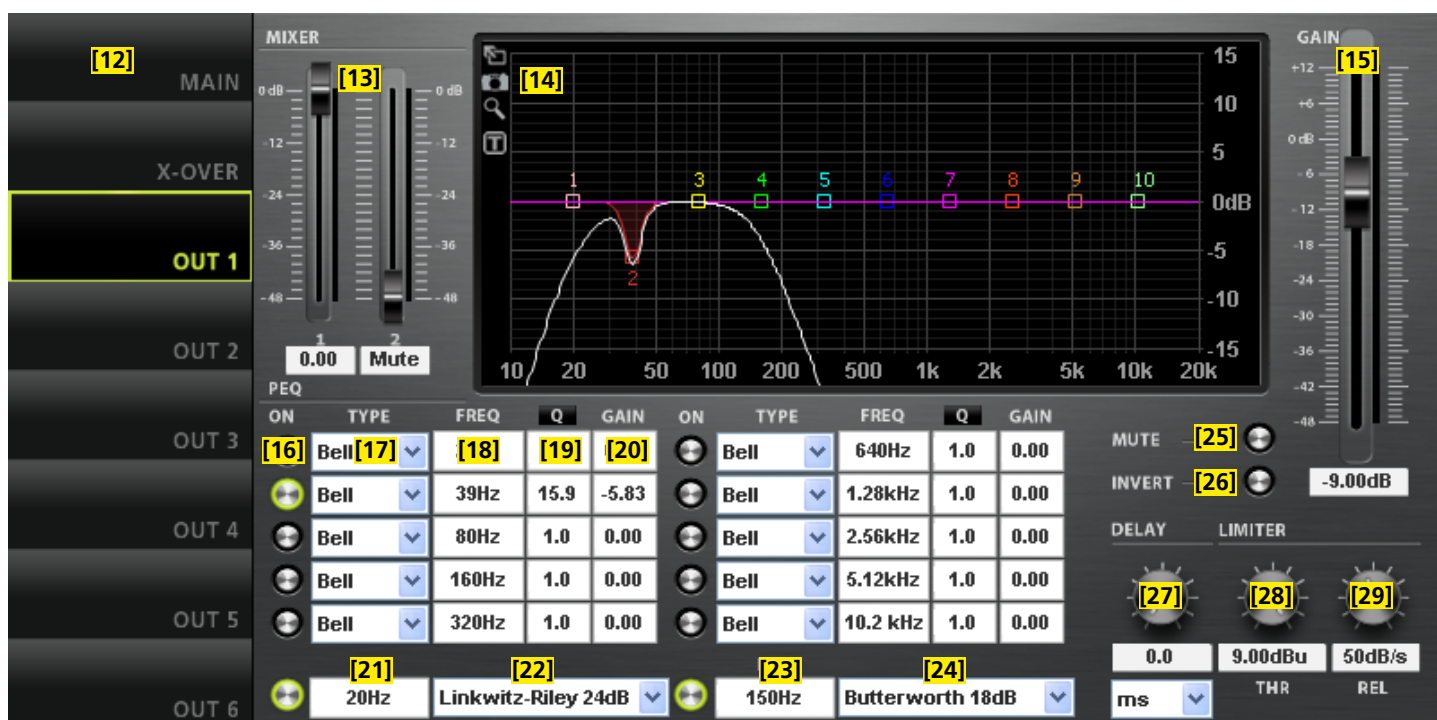 [12]
MAIN
X-OVER
OUT 1
OUT 2
OUT 3
OUT 4
OUT 5
OUT 6
MIXER
[13]
0 dB 0 dB
-12 -12
-24 -24
-36 -36
-48 -48
1 2
0.00 Mute
[14]
T
15
10
5
0dB
-5
-10
-15
1 3 4 5 6 7 8 9 10
2
10 20 50 100 200 500 1k 2k 5k 10k 20k
GAIN
[15]
+12
+6
0 dB
-6
-12
-18
-24
-30
-36
-42
-48
-9.00dB
PEQ
ON TYPE FREQ Q GAIN ON TYPE FREQ Q GAIN
[16] Bell [17] [18] [19] [20] Bell 640Hz 1.0 0.00
Bell 39Hz 15.9 -5.83 Bell 1.28kHz 1.0 0.00
Bell 80Hz 1.0 0.00 Bell 2.56kHz 1.0 0.00
Bell 160Hz 1.0 0.00 Bell 5.12kHz 1.0 0.00
Bell 320Hz 1.0 0.00 Bell 10.2 kHz 1.0 0.00
[21] [22] [23] [24]
20Hz Linkwitz-Riley 24dB 150Hz Butterworth 18dB
MUTE [25]
INVERT [26]
DELAY LIMITER
[27] [28] [29]
0.0 9.00dBu 50dB/s
ms THR REL